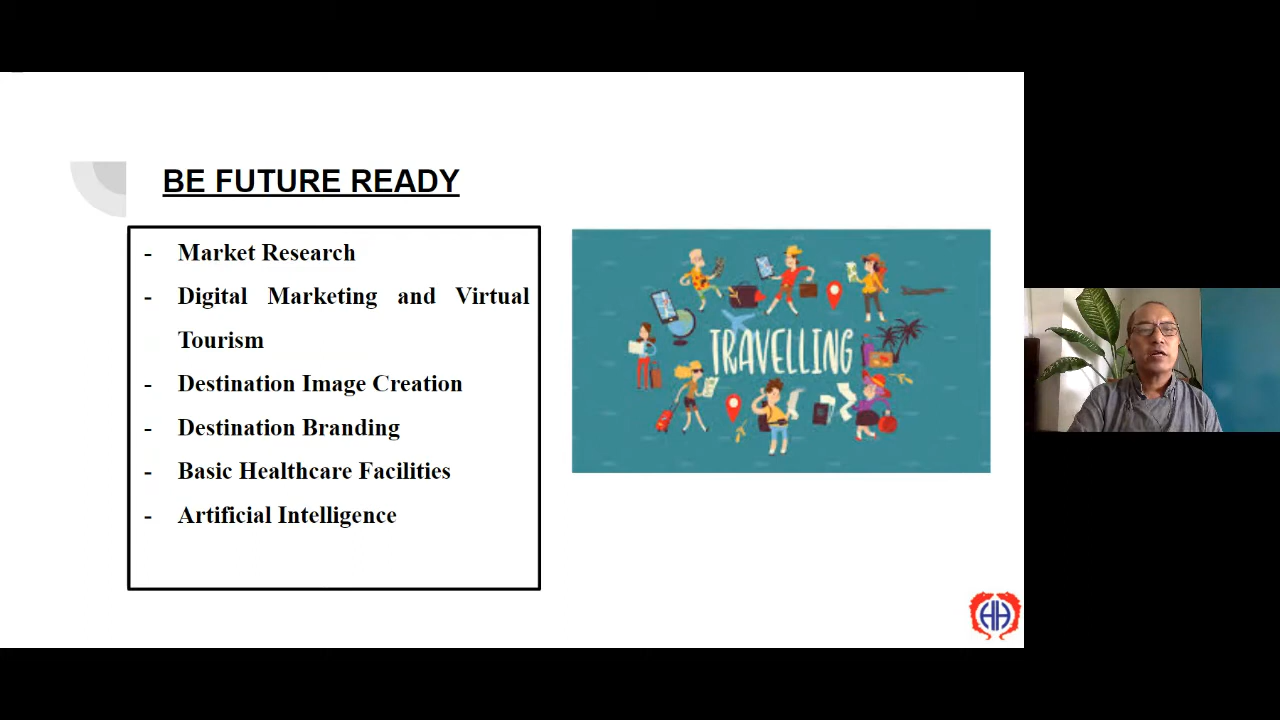 BE FUTURE READY
- Market Research
- Digital Marketing and Virtual
Tourism
- Destination Image Creation
- Destination Branding
- Basic Healthcare Facilities
- Artificial Intelligence
TRAVELLING
HH